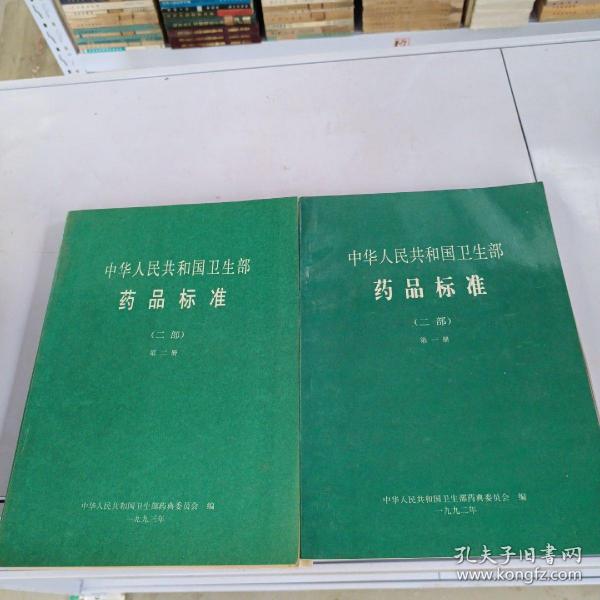 中华人民共和国卫生部
药品标准
（二部）
第二册
中华人民共和国卫生部药典委员会 编
一九九三年
中华人民共和国卫生部
药品标准
（二部）
第一册
中华人民共和国卫生部药典委员会 编
一九九二年
孔夫子旧书网
www.kongfz.com